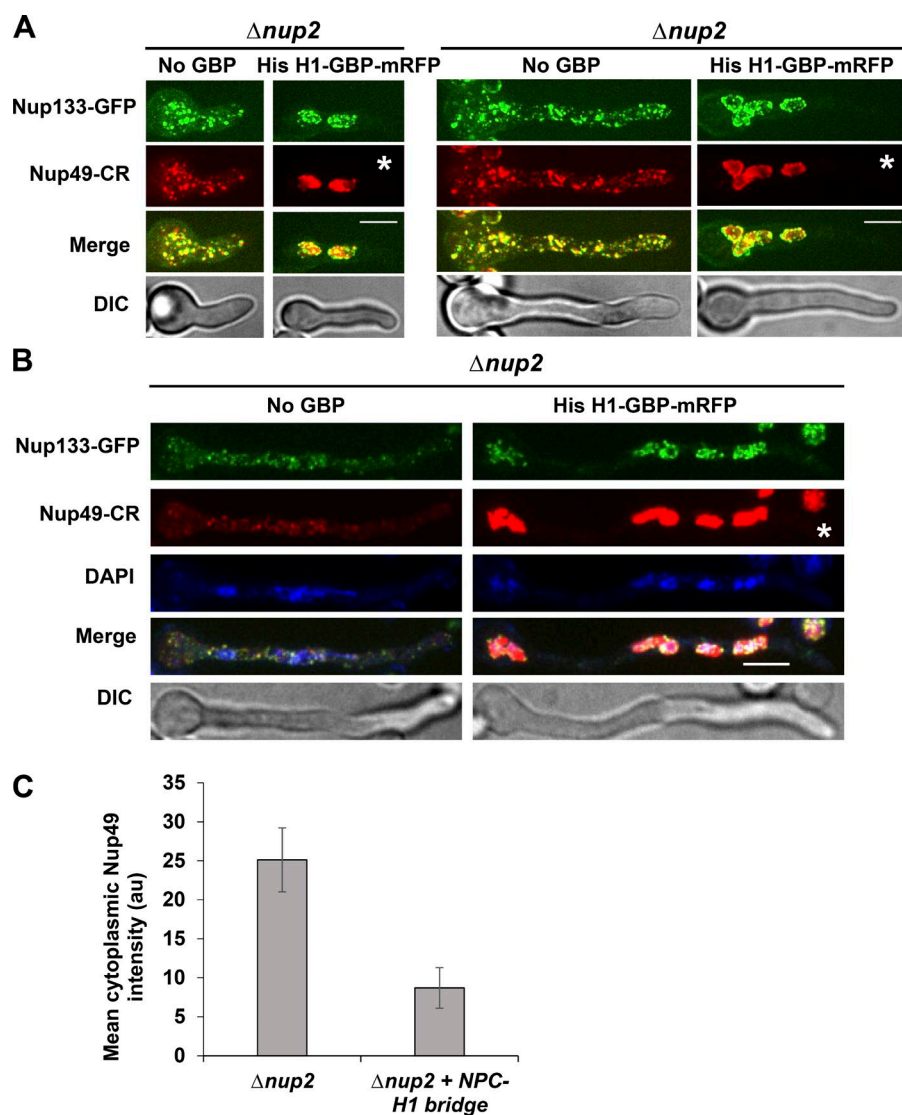 A
Δnup2
Δnup2
No GBP
His H1-GBP-mRFP
No GBP
His H1-GBP-mRFP
Nup133-GFP
Nup49-CR
*
*
Merge
DIC
B
Δnup2
No GBP
His H1-GBP-mRFP
Nup133-GFP
Nup49-CR
*
DAPI
Merge
DIC
C
Mean cytoplasmic Nup49
intensity (au)
35
30
25
20
15
10
5
0
Δnup2
Δnup2 + NPC-
H1 bridge